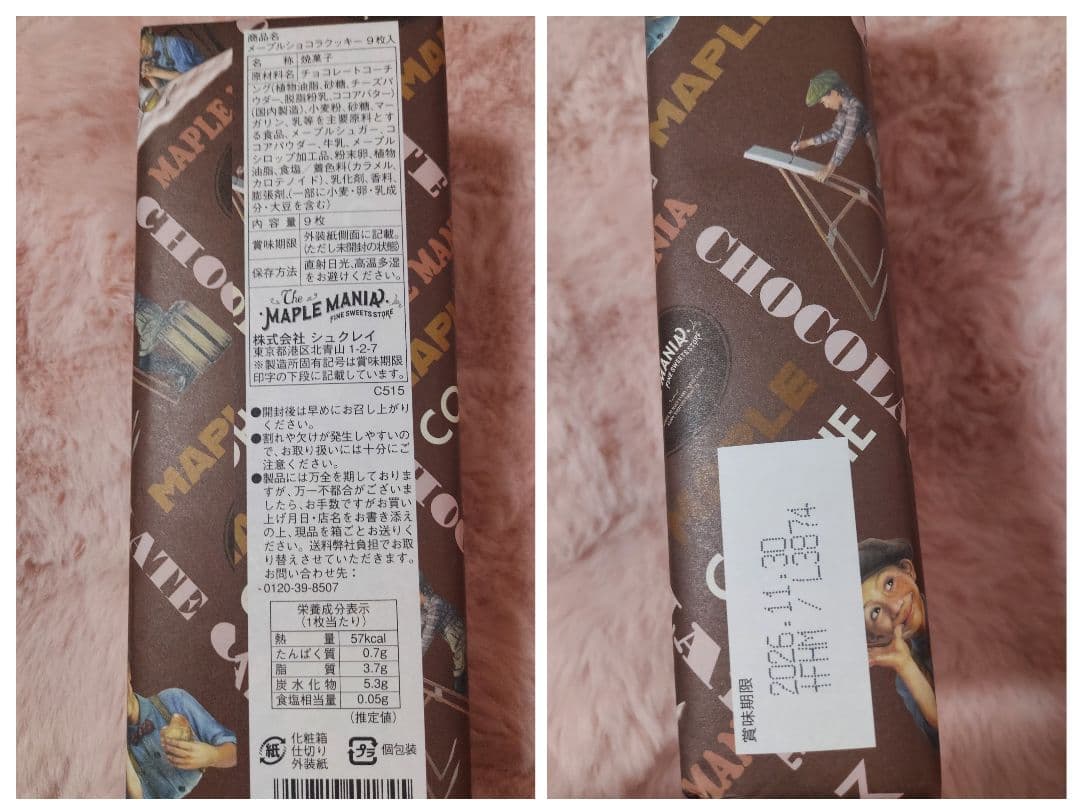 商品名
メープルショコラクッキー 9枚入
名 称 焼菓子
原材料名 チョコレートコーチ
ング(植物油脂、砂糖、チーズパ
ウダー、脱脂粉乳、ココアバター)
(国内製造)、小麦粉、砂糖、マー
ガリン、乳等を主要原料とす
る食品、メープルシュガー、コ
コアパウダー、牛乳、メープル
シロップ加工品、粉末卵、植物
油脂、食塩／着色料(カラメル、
カロテノイド)、乳化剤、香料、
膨張剤、(一部に小麦・卵・乳成
分・大豆を含む)
内容量 9枚
賞味期限 外装紙側面に記載。
(ただし未開封の状態)
保存方法 直射日光、高温多湿
をお避けください。
The
MAPLE MANIA
FINE SWEETS STORE
株式会社 シュクレイ
東京都港区北青山 1-2-7
※製造所固有記号は賞味期限
印字の下段に記載しています。
C515
●開封後は早めにお召し上がり
ください。
●割れや欠けが発生しやすいの
で、お取り扱いには十分にご
注意ください。
●製品には万全を期しておりま
すが、万一不都合がございま
したら、お手数ですがお買い
上げ月日・店名をお書き添え
の上、現品を箱ごとお送りく
ださい。送料弊社負担でお取
り替えさせていただきます。
お問い合わせ先：
0120-39-8507
栄養成分表示
(1枚当たり)
熱 量 57kcal
たんぱく質 0.7g
脂 質 3.7g
炭水化物 5.3g
食塩相当量 0.05g
(推定値)
紙 化粧箱
仕切り
外装紙
プラ 個包装
MAPLE
CHOCO
MAPL
ATE
MAPLE
MANIA
CHOCOLA
MANIA
FINE SWEETS STORE
MAPLE
THE
賞味期限
2026.11.30
#FHM / L3874